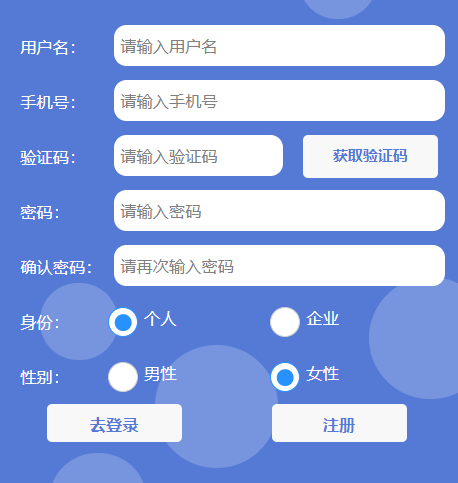 用户名： 请输入用户名
手机号： 请输入手机号
验证码： 请输入验证码 获取验证码
密码： 请输入密码
确认密码： 请再次输入密码
身份： 个人 企业
性别： 男性 女性
去登录 注册